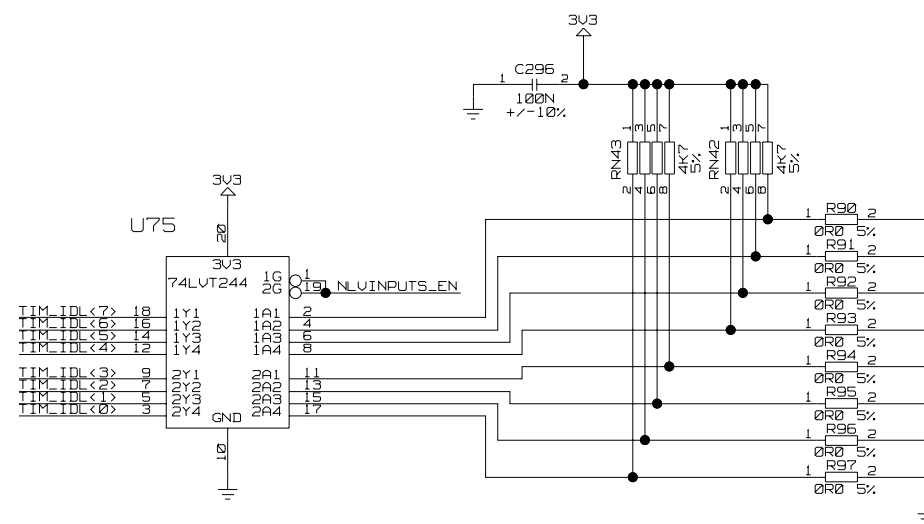 3V3
C296
1 2
100N
+/-10%
1 3 5 7
RN43
4K7
5%
2 4 6 8
1 3 5 7
RN42
4K7
5%
2 4 6 8
3V3
U75
20
3V3
74LVT244
1G 1
2G 19
NLVINPUTS_EN
TIM_IDL<7> 18 1Y1 1A1 2
TIM_IDL<6> 16 1Y2 1A2 4
TIM_IDL<5> 14 1Y3 1A3 6
TIM_IDL<4> 12 1Y4 1A4 8
TIM_IDL<3> 9 2Y1 2A1 11
TIM_IDL<2> 7 2Y2 2A2 13
TIM_IDL<1> 5 2Y3 2A3 15
TIM_IDL<0> 3 2Y4 2A4 17
GND
10
1 R90 2
0R0 5%
1 R91 2
0R0 5%
1 R92 2
0R0 5%
1 R93 2
0R0 5%
1 R94 2
0R0 5%
1 R95 2
0R0 5%
1 R96 2
0R0 5%
1 R97 2
0R0 5%